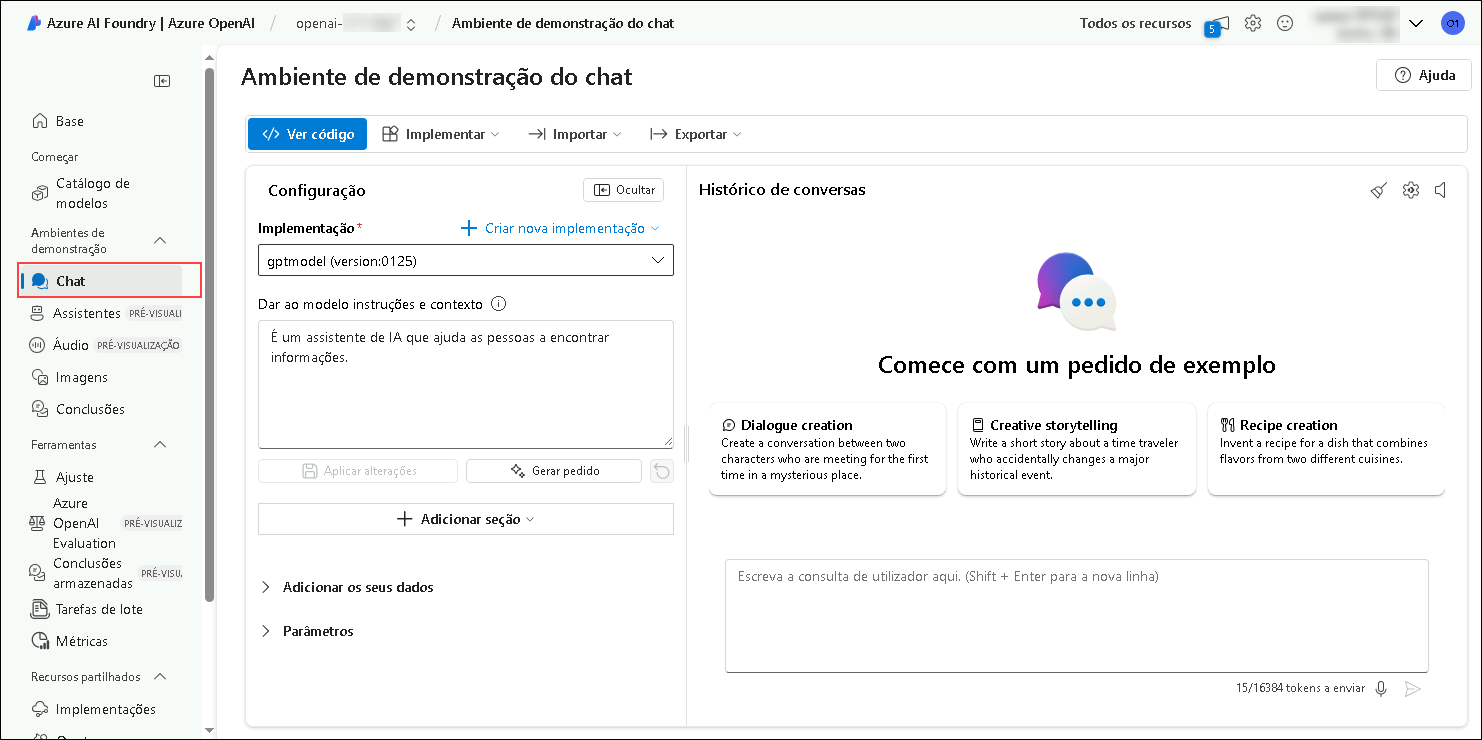 Azure AI Foundry | Azure OpenAI / openai- / Ambiente de demonstração do chat
Todos os recursos 5 O1
Base
Começar
Catálogo de
modelos
Ambientes de
demonstração
Chat
Assistentes PRÉ-VISUALI
Áudio PRÉ-VISUALIZAÇÃO
Imagens
Conclusões
Ferramentas
Ajuste
Azure
OpenAI PRÉ-VISUALIZ
Evaluation
Conclusões
armazenadas PRÉ-VISU.
Tarefas de lote
Métricas
Recursos partilhados
Implementações
Ambiente de demonstração do chat
Ajuda
Ver código Implementar Importar Exportar
Configuração
Ocultar
Implementação* Criar nova implementação
gptmodel (version:0125)
Dar ao modelo instruções e contexto
É um assistente de IA que ajuda as pessoas a encontrar
informações.
Aplicar alterações Gerar pedido
Adicionar seção
Adicionar os seus dados
Parâmetros
Histórico de conversas
Comece com um pedido de exemplo
Dialogue creation
Create a conversation between two
characters who are meeting for the first
time in a mysterious place.
Creative storytelling
Write a short story about a time traveler
who accidentally changes a major
historical event.
Recipe creation
Invent a recipe for a dish that combines
flavors from two different cuisines.
Escreva a consulta de utilizador aqui. (Shift + Enter para a nova linha)
15/16384 tokens a enviar